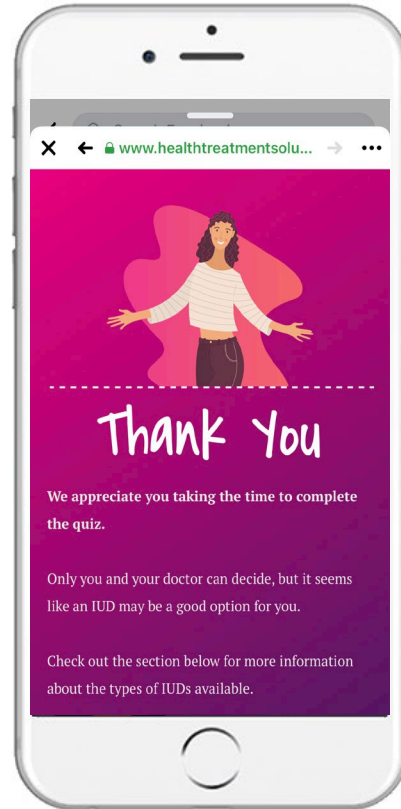 www.healthtreatmentsolu...
Thank You
We appreciate you taking the time to complete
the quiz.
Only you and your doctor can decide, but it seems
like an IUD may be a good option for you.
Check out the section below for more information
about the types of IUDs available.